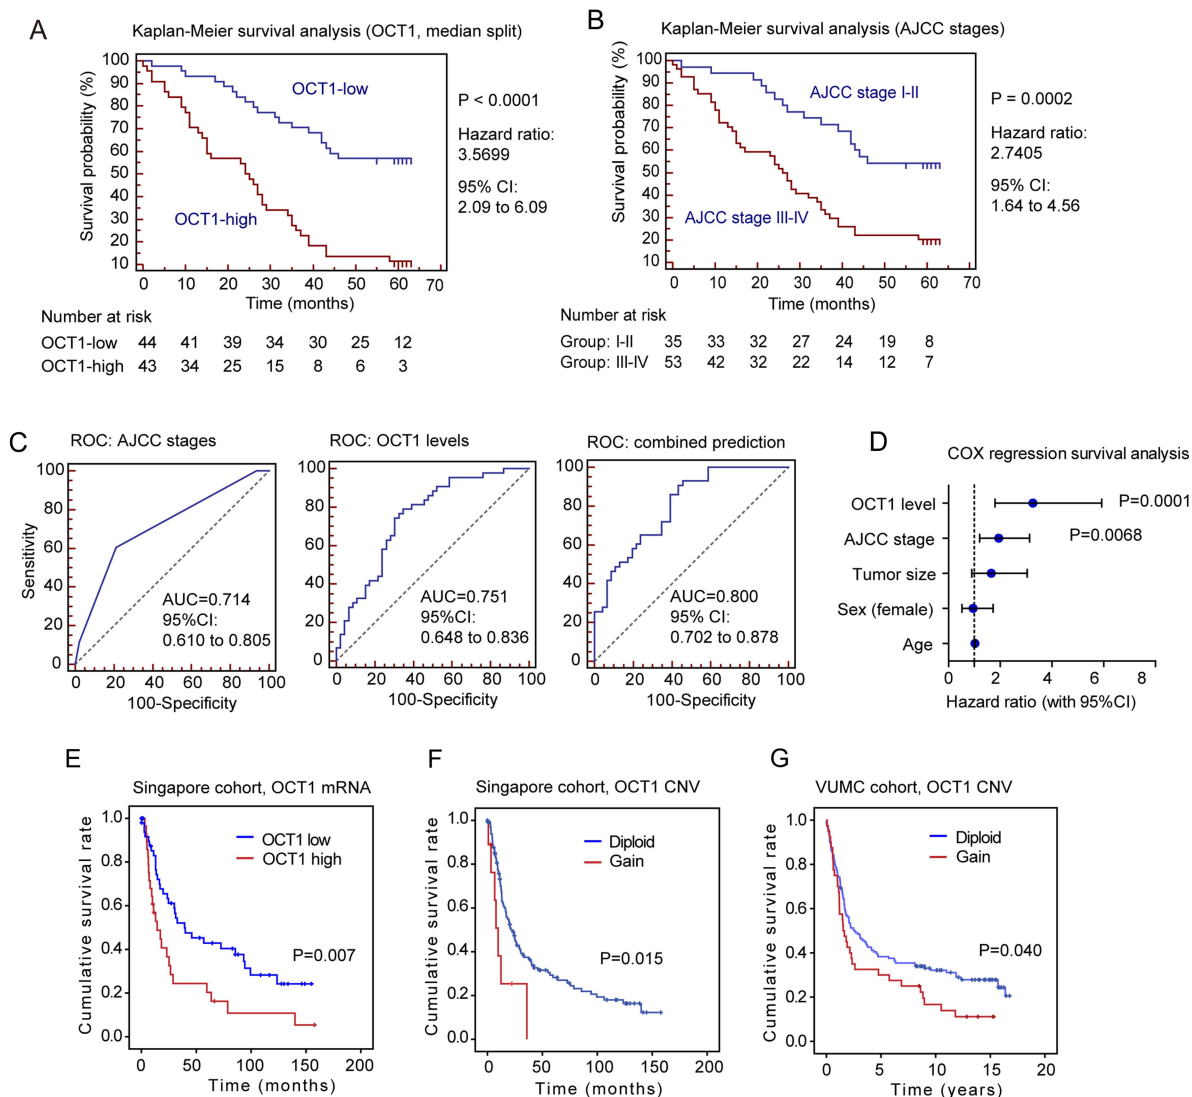 A
Kaplan-Meier survival analysis (OCT1, median split)
Survival probability (%)
100
90
80
70
60
50
40
30
20
10
OCT1-low
OCT1-high
P < 0.0001
Hazard ratio:
3.5699
95% CI:
2.09 to 6.09
0 10 20 30 40 50 60 70
Time (months)
Number at risk
OCT1-low 44 41 39 34 30 25 12
OCT1-high 43 34 25 15 8 6 3
B
Kaplan-Meier survival analysis (AJCC stages)
Survival probability (%)
100
90
80
70
60
50
40
30
20
10
AJCC stage I-II
AJCC stage III-IV
P = 0.0002
Hazard ratio:
2.7405
95% CI:
1.64 to 4.56
0 10 20 30 40 50 60 70
Time (months)
Number at risk
Group: I-II 35 33 32 27 24 19 8
Group: III-IV 53 42 32 22 14 12 7
C
ROC: AJCC stages
Sensitivity
100
80
60
40
20
0
AUC=0.714
95%CI:
0.610 to 0.805
0 20 40 60 80 100
100-Specificity
ROC: OCT1 levels
100
80
60
40
20
0
AUC=0.751
95%CI:
0.648 to 0.836
0 20 40 60 80 100
100-Specificity
ROC: combined prediction
100
80
60
40
20
0
AUC=0.800
95% CI:
0.702 to 0.878
0 20 40 60 80 100
100-Specificity
D
COX regression survival analysis
OCT1 level
P=0.0001
AJCC stage
P=0.0068
Tumor size
Sex (female)
Age
0 2 4 6 8
Hazard ratio (with 95%CI)
E
Singapore cohort, OCT1 mRNA
Cumulative survival rate
1.0
0.8
0.6
0.4
0.2
0.0
OCT1 low
OCT1 high
P=0.007
0 50 100 150 200
Time (months)
F
Singapore cohort, OCT1 CNV
Cumulative survival rate
1.0
0.8
0.6
0.4
0.2
0.0
Diploid
Gain
P=0.015
0 50 100 150 200
Time (months)
G
VUMC cohort, OCT1 CNV
Cumulative survival rate
1.0
0.8
0.6
0.4
0.2
0.0
Diploid
Gain
P=0.040
0 5 10 15 20
Time (years)